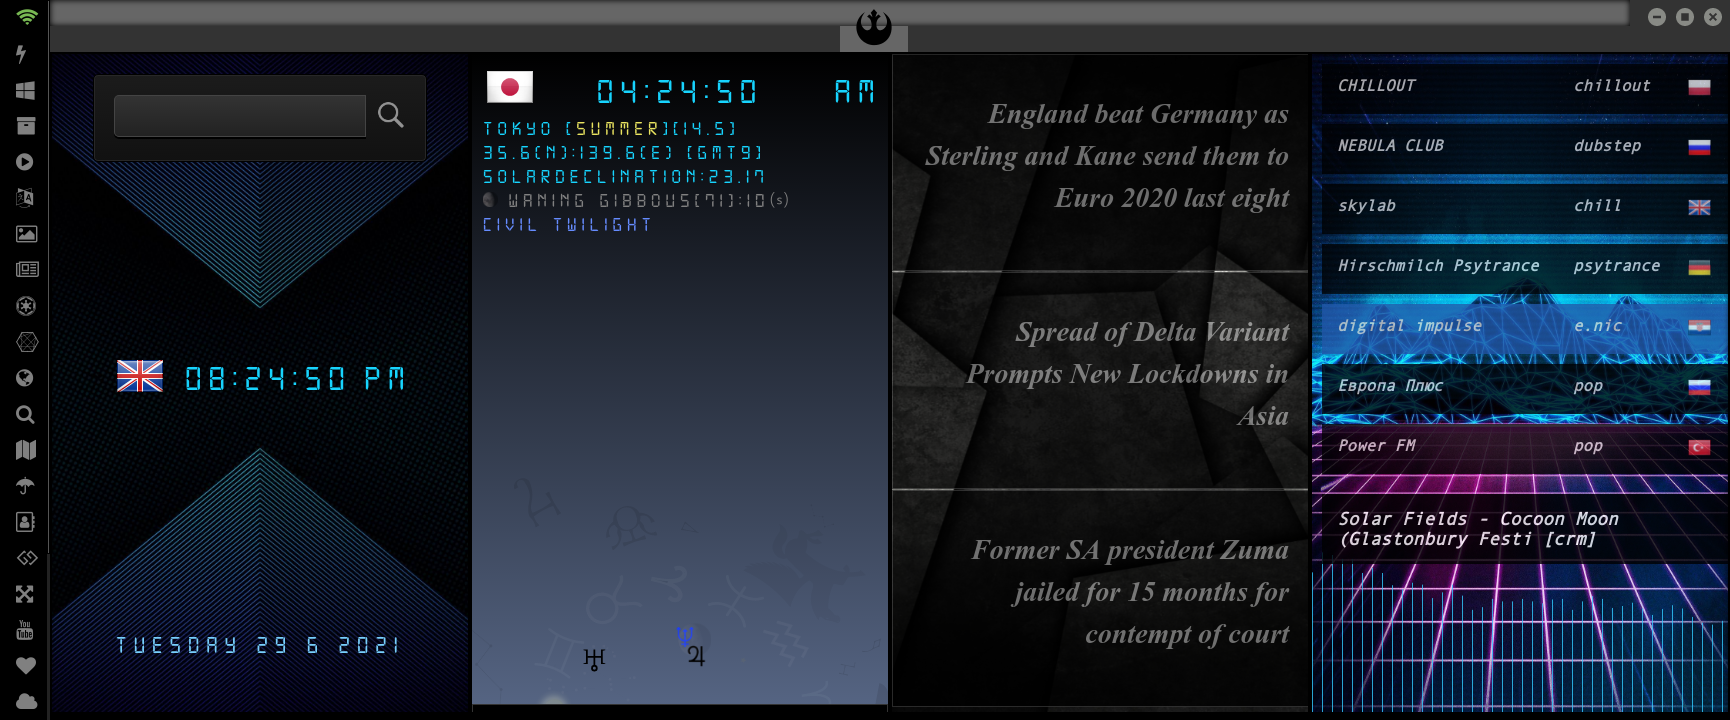 08:24:50 PM
TUESDAY 29 6 2021
04:24:50 AM
TOKYO [SUMMER][14.5]
35.6(N):139.6(E) [GMT9]
SOLARDECLINATION:23.17
WANING GIBBOUS[71]:10(s)
CIVIL TWILIGHT
England beat Germany as
Sterling and Kane send them to
Euro 2020 last eight
Spread of Delta Variant
Prompts New Lockdowns in
Asia
Former SA president Zuma
jailed for 15 months for
contempt of court
CHILLOUT chillout
NEBULA CLUB dubstep
skylab chill
Hirschmilch Psytrance psytrance
digital impulse e.nic
Европа Плюс pop
Power FM pop
Solar Fields - Cocoon Moon
(Glastonbury Festi [crm]
You
Tube